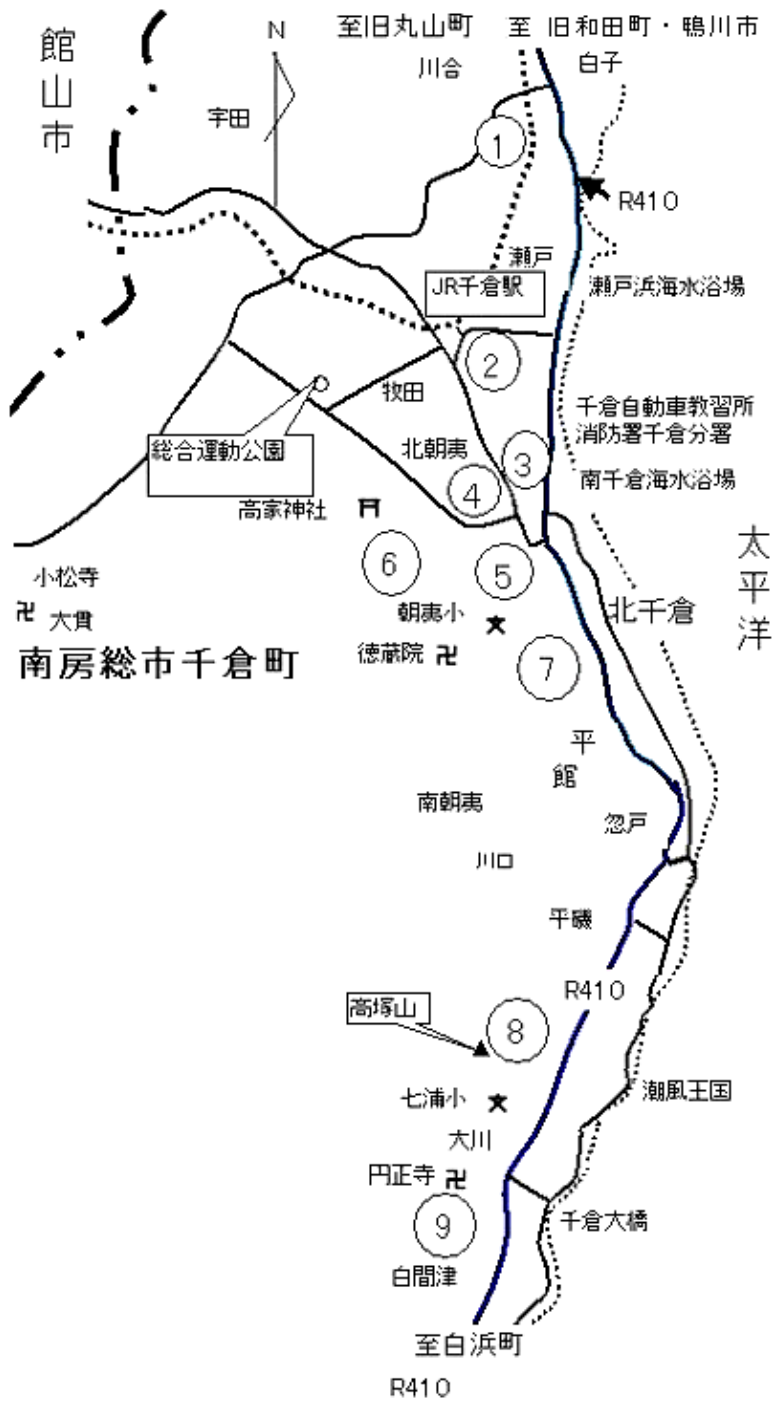 至旧丸山町
至 旧和田町・鴨川市
館山市
N
川合
白子
宇田
①
R410
瀬戸
JR千倉駅
瀬戸浜海水浴場
②
牧田
千倉自動車教習所
消防署千倉分署
総合運動公園
北朝夷
③
④
南千倉海水浴場
高家神社
太平洋
⑥
⑤
小松寺
卍 大貫
朝夷小
文
北千倉
南房総市千倉町
徳蔵院 卍
⑦
平館
南朝夷
忽戸
川口
平磯
R410
高塚山
⑧
七浦小 文
潮風王国
大川
円正寺 卍
⑨
千倉大橋
白間津
至白浜町
R410